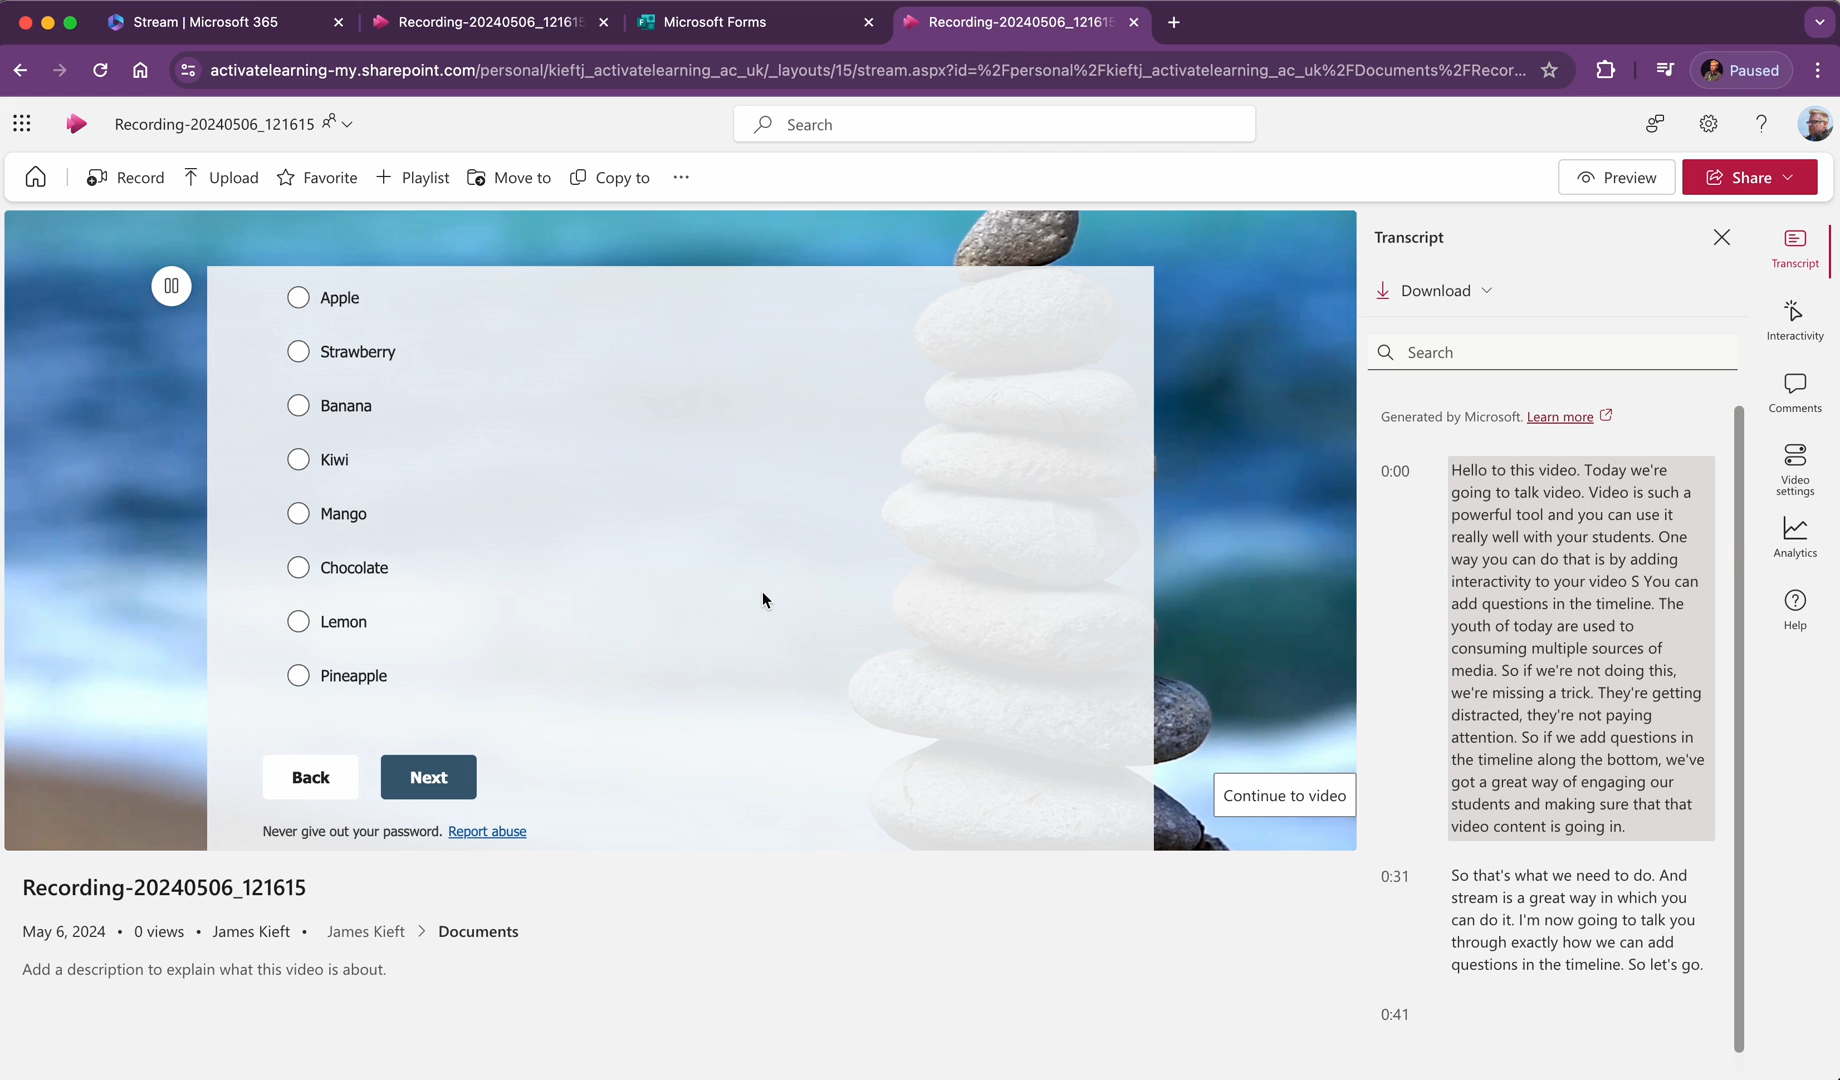 Stream | Microsoft 365
Recording-20240506_121615
Microsoft Forms
Recording-20240506_121615
activatelearning-my.sharepoint.com/personal/kieftj_activatelearning_ac_uk/_layouts/15/stream.aspx?id=%2Fpersonal%2Fkieftj_activatelearning_ac_uk%2FDocuments%2FRecor...
Paused
Recording-20240506_121615
Search
Record
Upload
Favorite
Playlist
Move to
Copy to
Preview
Share
Apple
Strawberry
Banana
Kiwi
Mango
Chocolate
Lemon
Pineapple
Back
Next
Never give out your password. Report abuse
Continue to video
Recording-20240506_121615
May 6, 2024 • 0 views • James Kieft • James Kieft > Documents
Add a description to explain what this video is about.
Transcript
Download
Search
Generated by Microsoft. Learn more
0:00
Hello to this video. Today we're
going to talk video. Video is such a
powerful tool and you can use it
really well with your students. One
way you can do that is by adding
interactivity to your video S You can
add questions in the timeline. The
youth of today are used to
consuming multiple sources of
media. So if we're not doing this,
we're missing a trick. They're getting
distracted, they're not paying
attention. So if we add questions in
the timeline along the bottom, we've
got a great way of engaging our
students and making sure that that
video content is going in.
0:31
So that's what we need to do. And
stream is a great way in which you
can do it. I'm now going to talk you
through exactly how we can add
questions in the timeline. So let's go.
0:41
Transcript
Interactivity
Comments
Video
settings
Analytics
Help